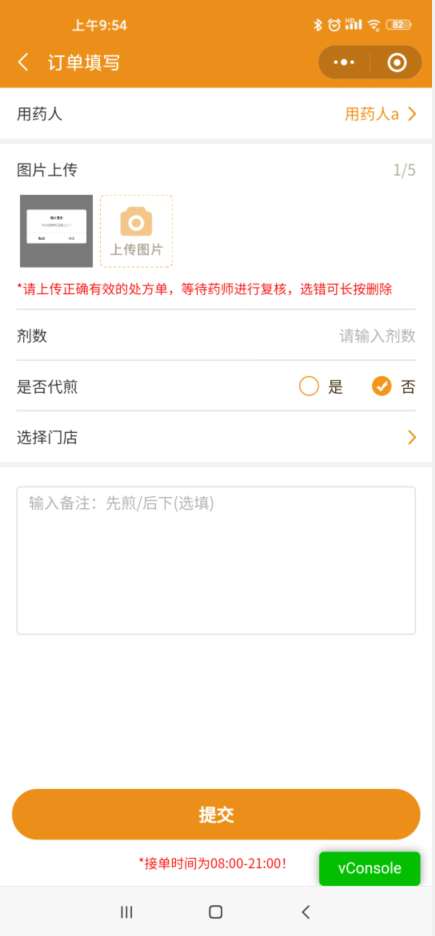 上午9:54
82
订单填写
用药人
用药人a
图片上传
1/5
上传图片
*请上传正确有效的处方单，等待药师进行复核，选错可长按删除
剂数
请输入剂数
是否代煎
是
否
选择门店
输入备注：先煎/后下(选填)
提交
*接单时间为08:00-21:00！
vConsole